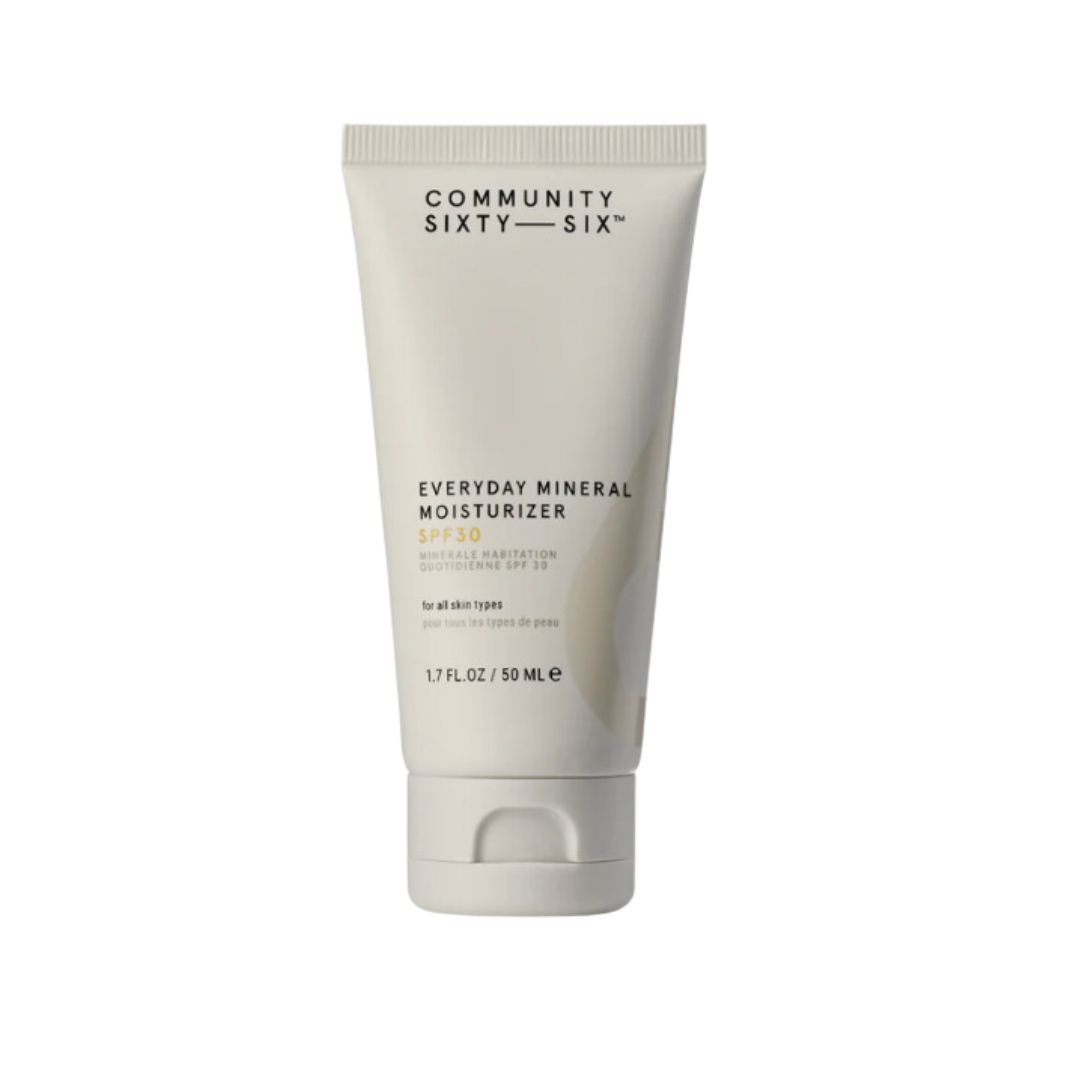 COMMUNITY
SIXTY—SIX™
EVERYDAY MINERAL
MOISTURIZER
SPF30
MINÉRALE HABITATION
QUOTIDIENNE SPF 30
for all skin types
pour tous les types de peau
1.7 FL.OZ / 50 ML ℮